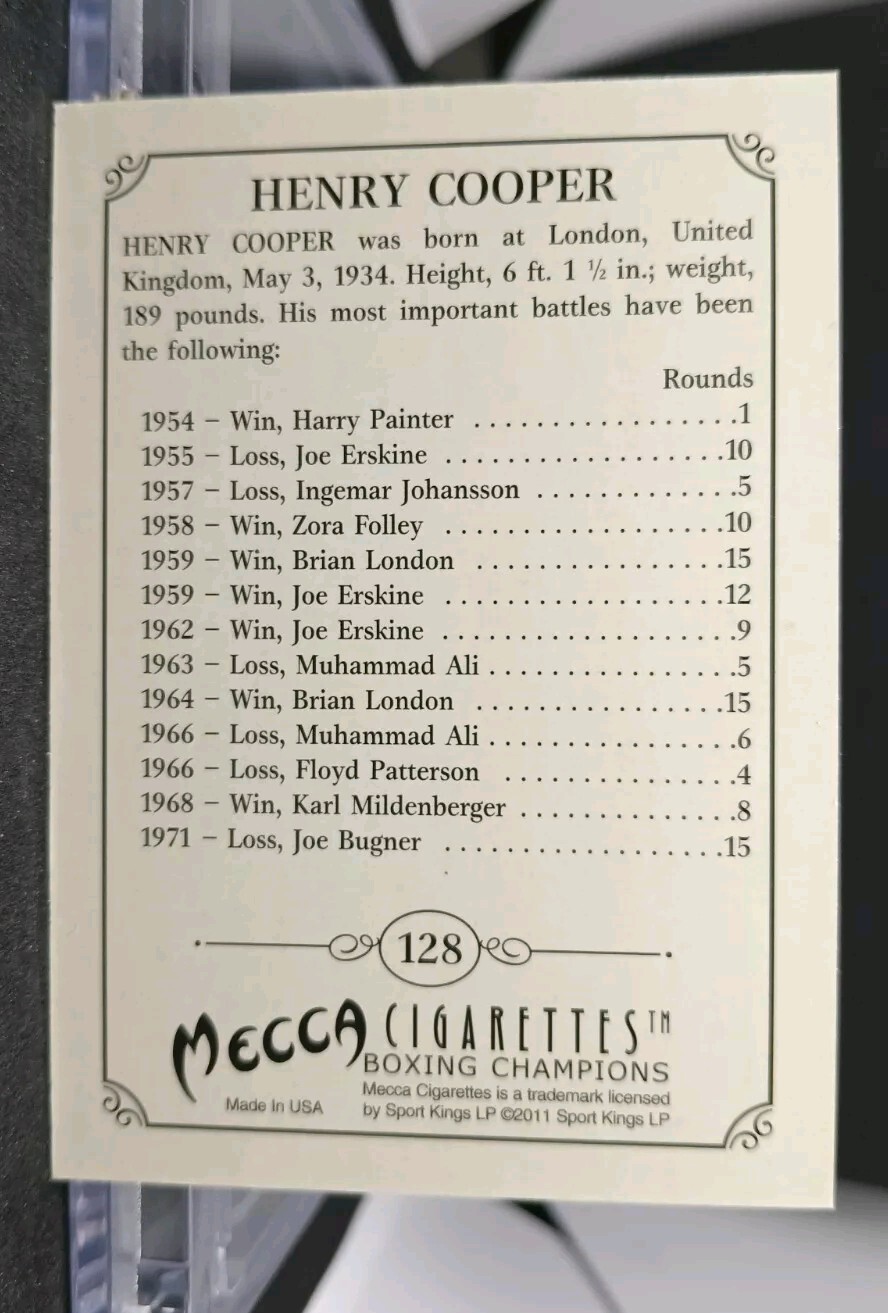 HENRY COOPER
HENRY COOPER was born at London, United
Kingdom, May 3, 1934. Height, 6 ft. 1 ½ in.; weight,
189 pounds. His most important battles have been
the following:
Rounds
1954 – Win, Harry Painter . . . . . . . . . . . . . . . . . .1
1955 – Loss, Joe Erskine . . . . . . . . . . . . . . . . . . .10
1957 – Loss, Ingemar Johansson . . . . . . . . . . . . .5
1958 – Win, Zora Folley . . . . . . . . . . . . . . . . . . .10
1959 – Win, Brian London . . . . . . . . . . . . . . . . .15
1959 – Win, Joe Erskine . . . . . . . . . . . . . . . . . . .12
1962 – Win, Joe Erskine . . . . . . . . . . . . . . . . . . . .9
1963 – Loss, Muhammad Ali . . . . . . . . . . . . . . . . .5
1964 – Win, Brian London . . . . . . . . . . . . . . . . .15
1966 – Loss, Muhammad Ali . . . . . . . . . . . . . . . . .6
1966 – Loss, Floyd Patterson . . . . . . . . . . . . . . . .4
1968 – Win, Karl Mildenberger . . . . . . . . . . . . . . .8
1971 – Loss, Joe Bugner . . . . . . . . . . . . . . . . . . .15
128
MECCA CIGARETTES™
BOXING CHAMPIONS
Made In USA
Mecca Cigarettes is a trademark licensed
by Sport Kings LP ©2011 Sport Kings LP